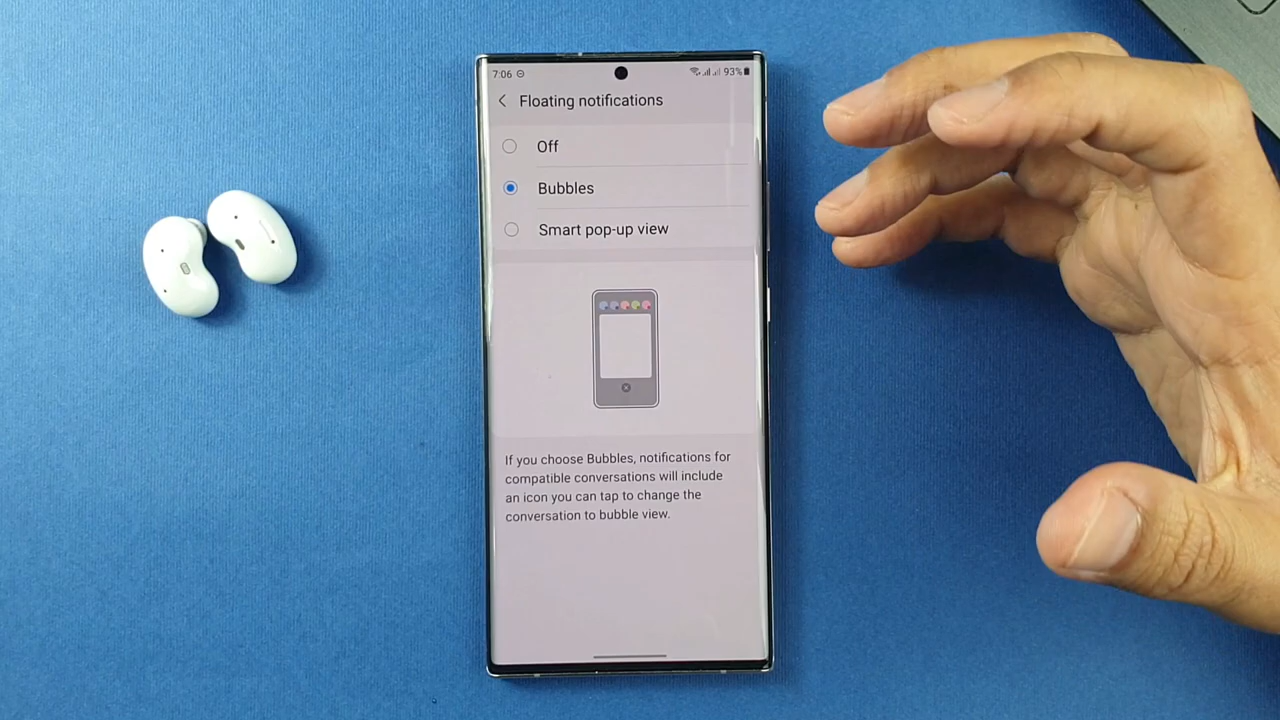 7:06
93%
Floating notifications
Off
Bubbles
Smart pop-up view
If you choose Bubbles, notifications for
compatible conversations will include
an icon you can tap to change the
conversation to bubble view.